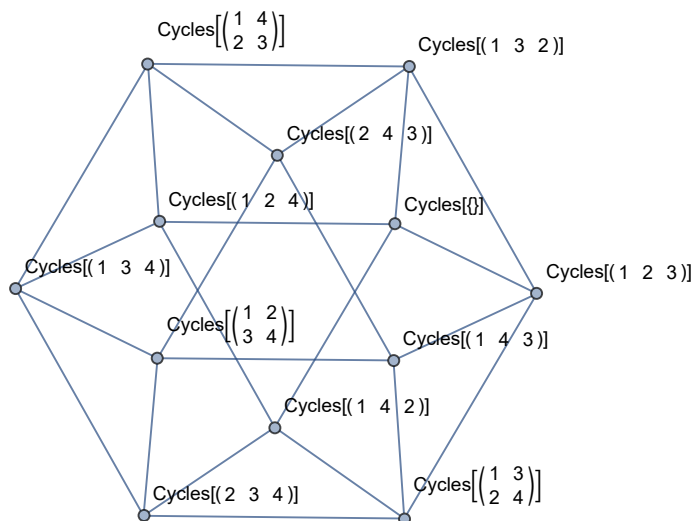 Cycles[(1 4
2 3)]
Cycles[( 1 3 2 )]
Cycles[( 2 4 3 )]
Cycles[( 1 2 4 )]
Cycles[{}]
Cycles[( 1 3 4 )]
Cycles[( 1 2 3 )]
Cycles[(1 2
3 4)]
Cycles[( 1 4 3 )]
Cycles[( 1 4 2 )]
Cycles[( 2 3 4 )]
Cycles[(1 3
2 4)]